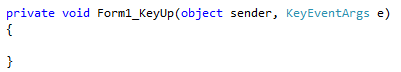 private void Form1_KeyUp(object sender, KeyEventArgs e)
{
}